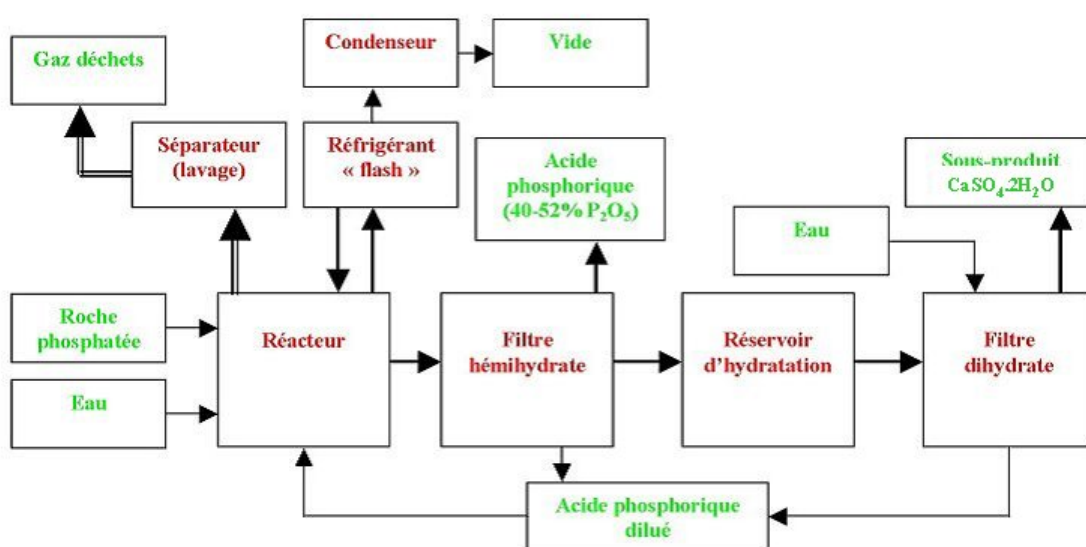 Gaz déchets
Condenseur
Vide
Séparateur
(lavage)
Réfrigérant
« flash »
Acide
phosphorique
(40-52% P₂O₅)
Sous-produit
CaSO₄.2H₂O
Eau
Roche
phosphatée
Réacteur
Filtre
hémihydrate
Réservoir
d’hydratation
Filtre
dihydrate
Eau
Acide phosphorique
dilué